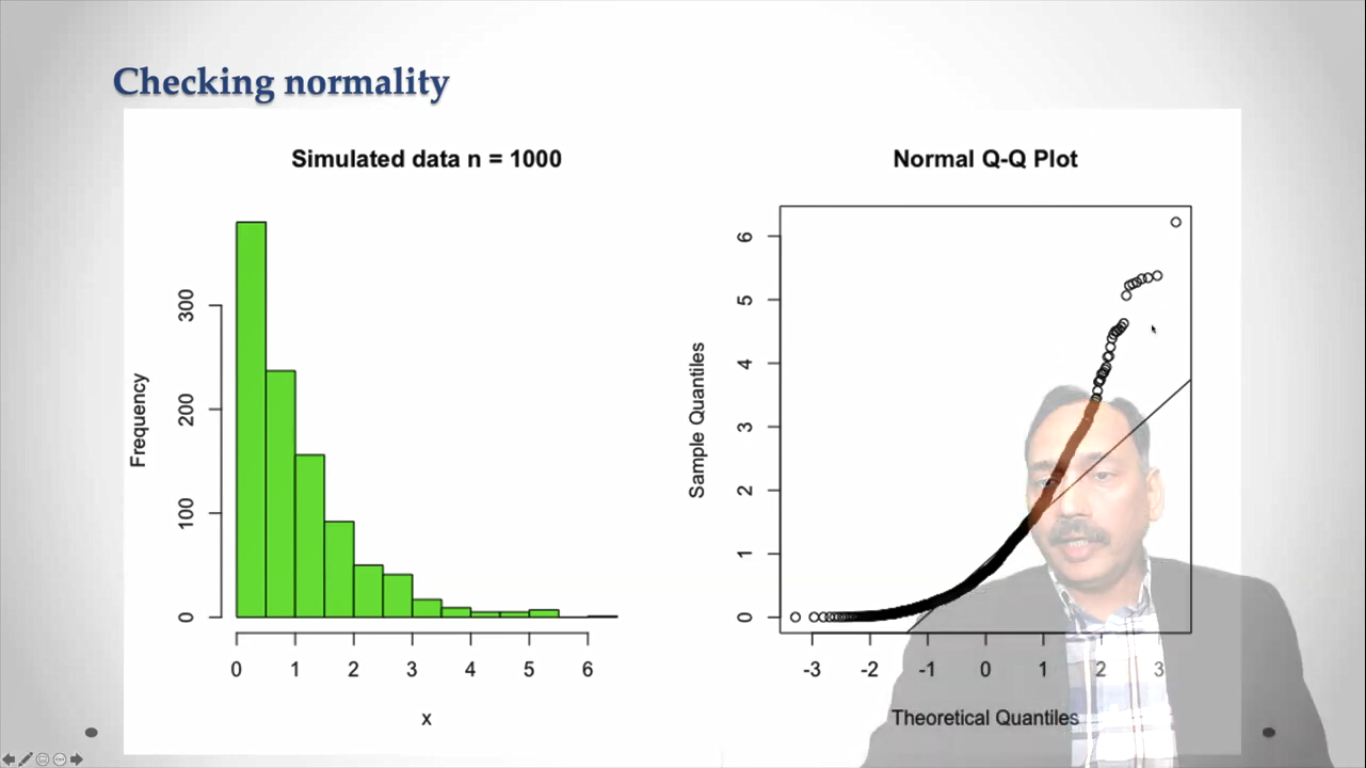 Checking normality
Simulated data n = 1000
Frequency
300
200
100
0
0 1 2 3 4 5 6
x
Normal Q-Q Plot
Sample Quantiles
6
5
4
3
2
1
0
-3 -2 -1 0 1 2 3
Theoretical Quantiles